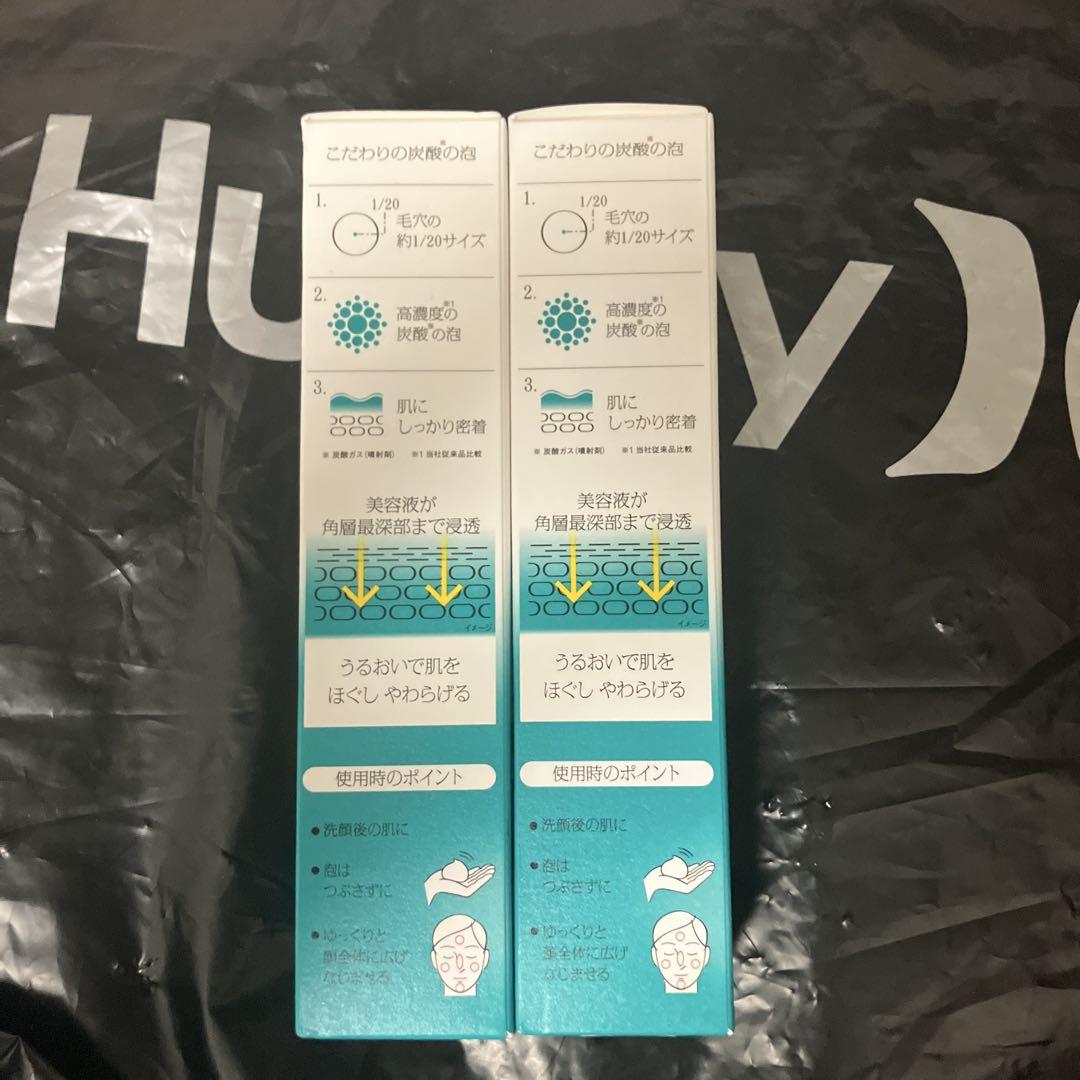 Hu
y)
こだわりの炭酸※の泡
1.
1/20
毛穴の
約1/20サイズ
2.
高濃度※1の
炭酸※の泡
3.
肌に
しっかり密着
※ 炭酸ガス(噴射剤) ※1 当社従来品比較
美容液が
角層最深部まで浸透
イメージ
うるおいで肌を
ほぐし やわらげる
使用時のポイント
● 洗顔後の肌に
● 泡は
つぶさずに
● ゆっくりと
顔全体に広げ
なじませる
こだわりの炭酸※の泡
1.
1/20
毛穴の
約1/20サイズ
2.
高濃度※1の
炭酸※の泡
3.
肌に
しっかり密着
※ 炭酸ガス(噴射剤) ※1 当社従来品比較
美容液が
角層最深部まで浸透
イメージ
うるおいで肌を
ほぐし やわらげる
使用時のポイント
● 洗顔後の肌に
● 泡は
つぶさずに
● ゆっくりと
顔全体に広げ
なじませる